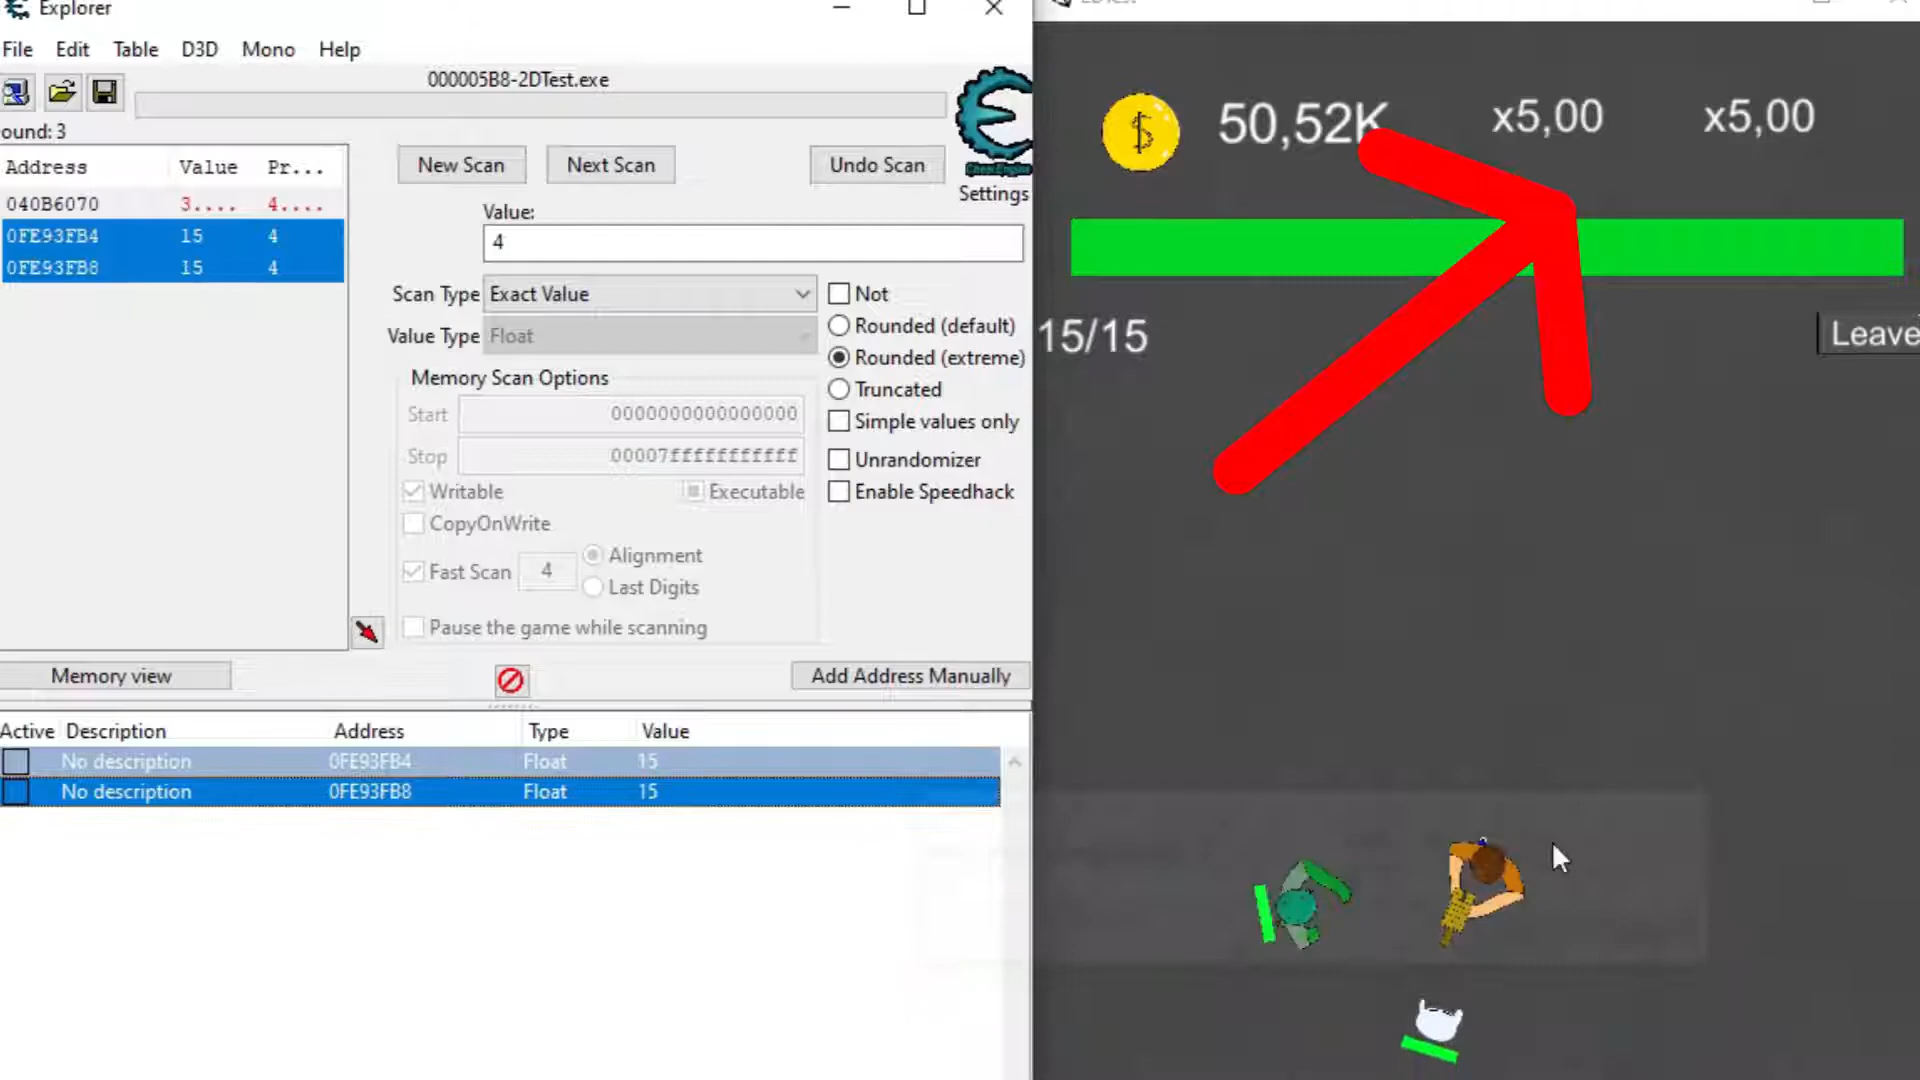 Explorer
File Edit Table D3D Mono Help
000005B8-2DTest.exe
ound: 3
Address Value Pr...
040B6070 3.... 4....
0FE93FB4 15 4
0FE93FB8 15 4
New Scan Next Scan Undo Scan
Settings
Value:
4
Scan Type Exact Value
Value Type Float
Not
Rounded (default)
Rounded (extreme)
Truncated
Simple values only
Unrandomizer
Enable Speedhack
Memory Scan Options
Start 0000000000000000
Stop 00007fffffffffff
Writable Executable
CopyOnWrite
Fast Scan 4 Alignment
Last Digits
Pause the game while scanning
Memory view Add Address Manually
Active Description Address Type Value
No description 0FE93FB4 Float 15
No description 0FE93FB8 Float 15
$ 50,52K x5,00 x5,00
15/15 Leave